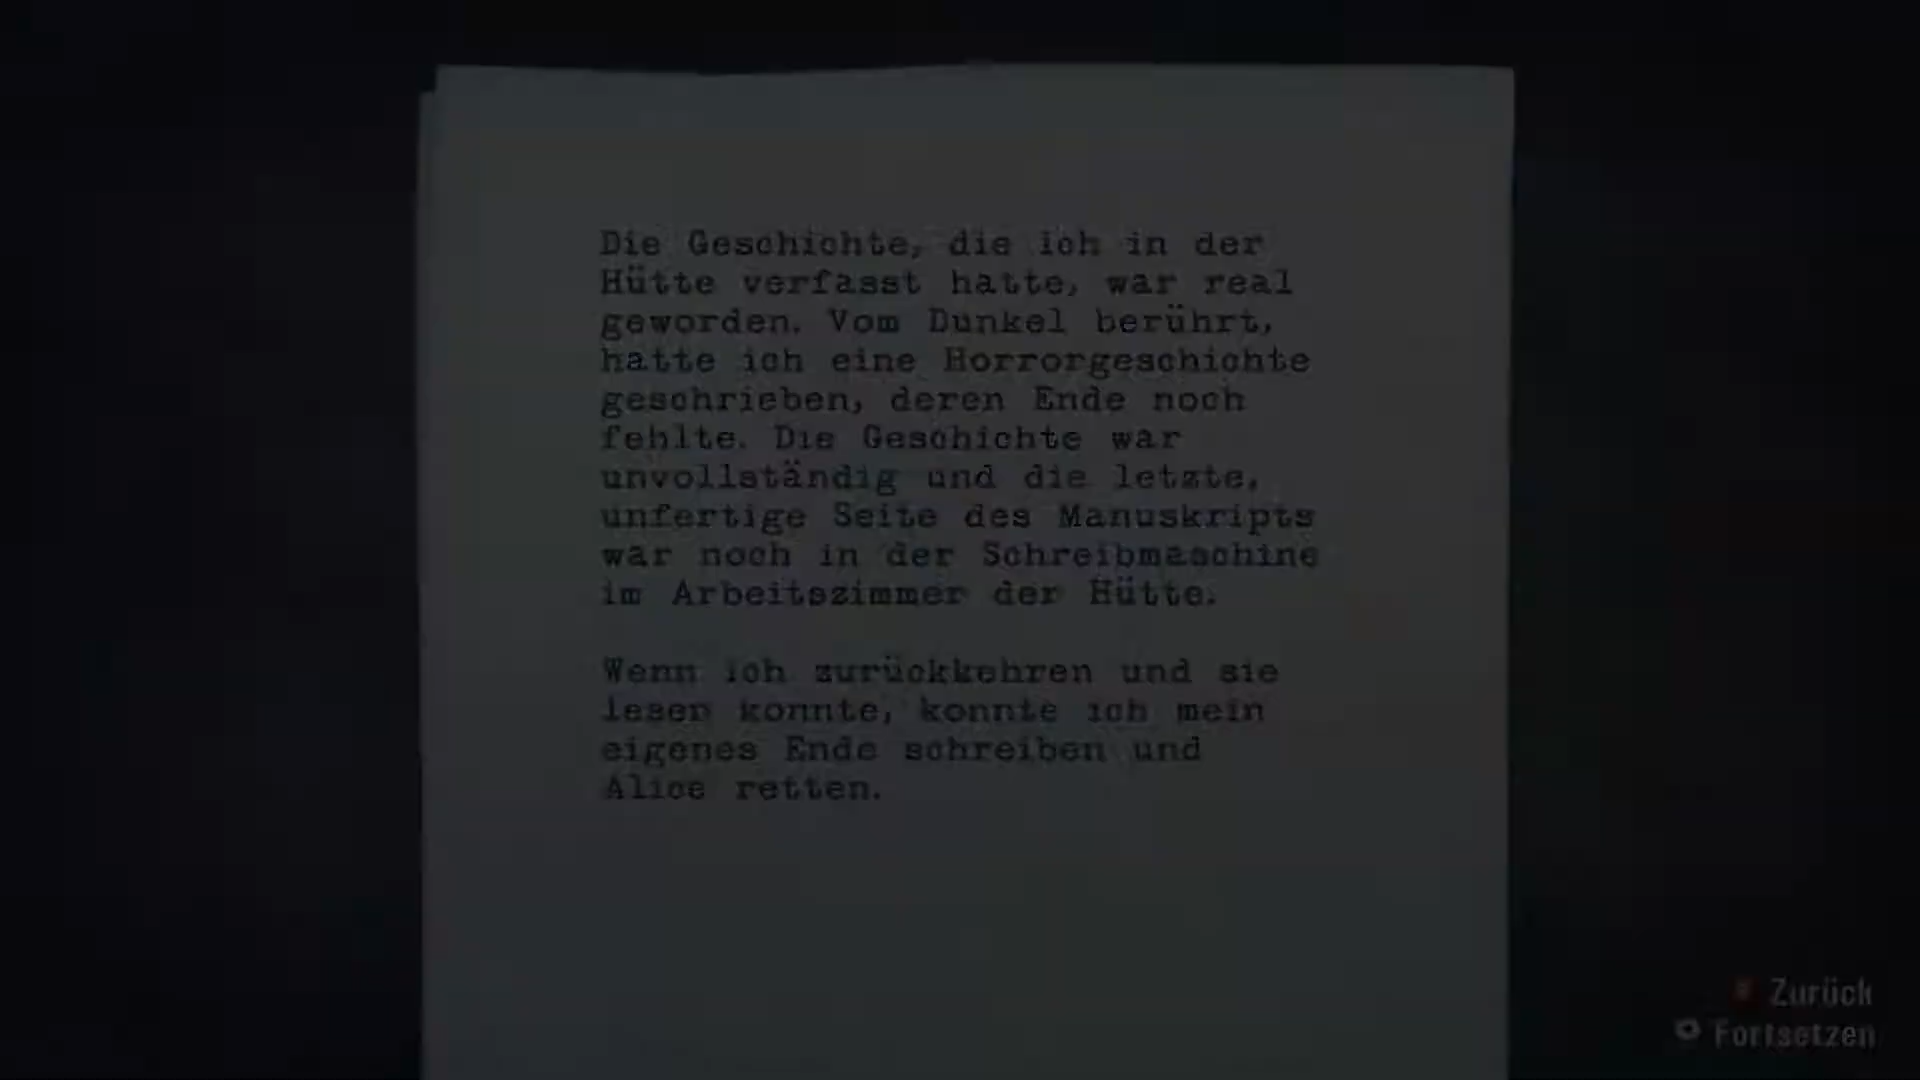 Die Geschichte, die ich in der
Hütte verfasst hatte, war real
geworden. Vom Dunkel berührt,
hatte ich eine Horrorgeschichte
geschrieben, deren Ende noch
fehlte. Die Geschichte war
unvollständig und die letzte,
unfertige Seite des Manuskripts
war noch in der Schreibmaschine
im Arbeitszimmer der Hütte.
Wenn ich zurückkehren und sie
lesen konnte, konnte ich mein
eigenes Ende schreiben und
Alice retten.
Zurück
Fortsetzen